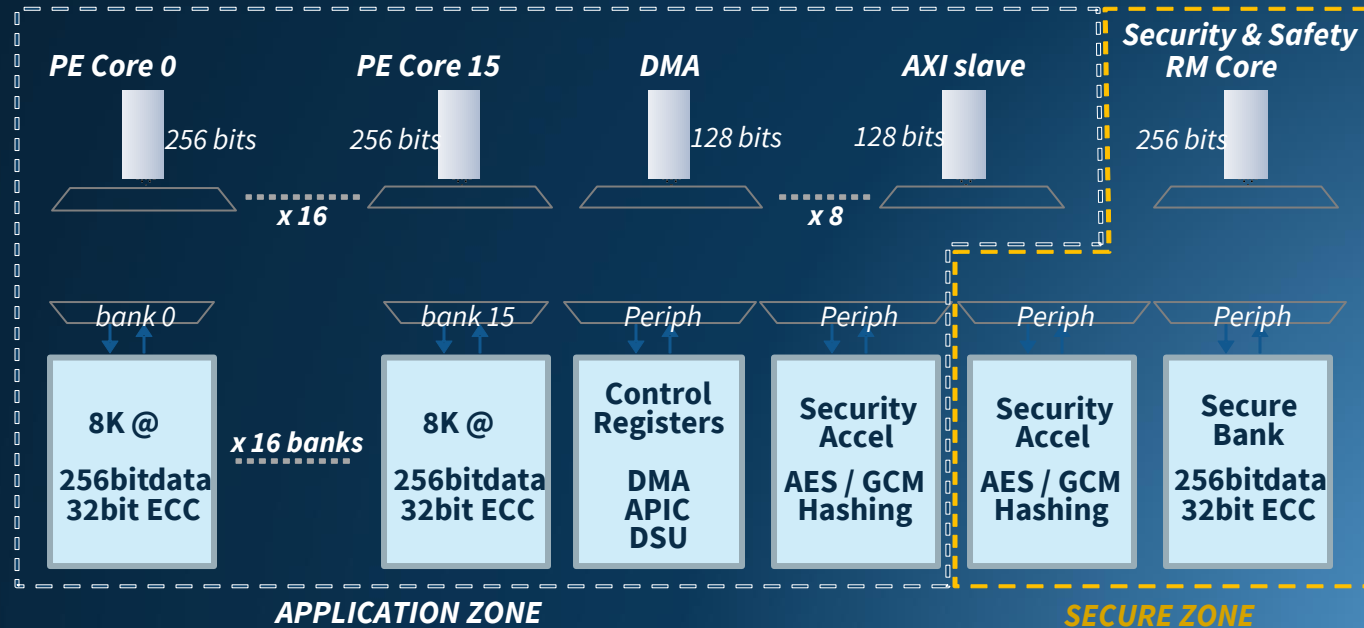 Security & Safety
PE Core 0 PE Core 15 DMA AXI slave RM Core
256 bits 256 bits 128 bits 128 bits 256 bits
x 16 x 8
bank 0 bank 15 Periph Periph Periph Periph
8K @
256bitdata
32bit ECC
x 16 banks
8K @
256bitdata
32bit ECC
Control
Registers
DMA
APIC
DSU
Security
Accel
AES / GCM
Hashing
Security
Accel
AES / GCM
Hashing
Secure
Bank
256bitdata
32bit ECC
APPLICATION ZONE
SECURE ZONE